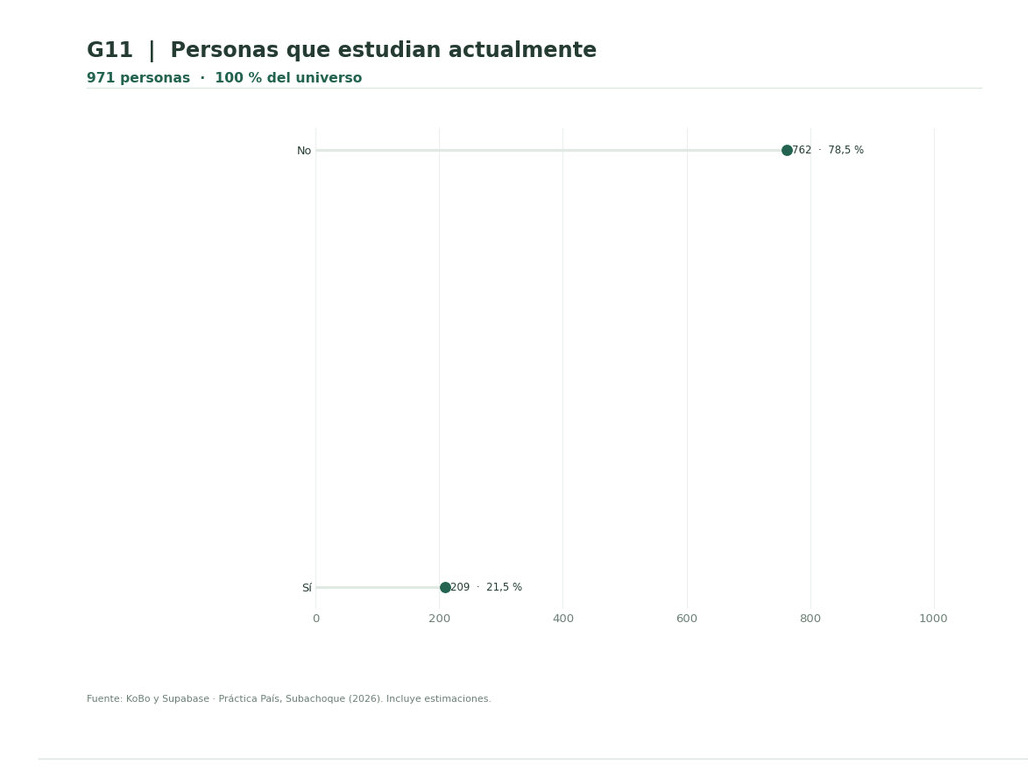 G11 | Personas que estudian actualmente
971 personas · 100 % del universo
No 762 · 78,5 %
Sí 209 · 21,5 %
0 200 400 600 800 1000
Fuente: KoBo y Supabase · Práctica País, Subachoque (2026). Incluye estimaciones.